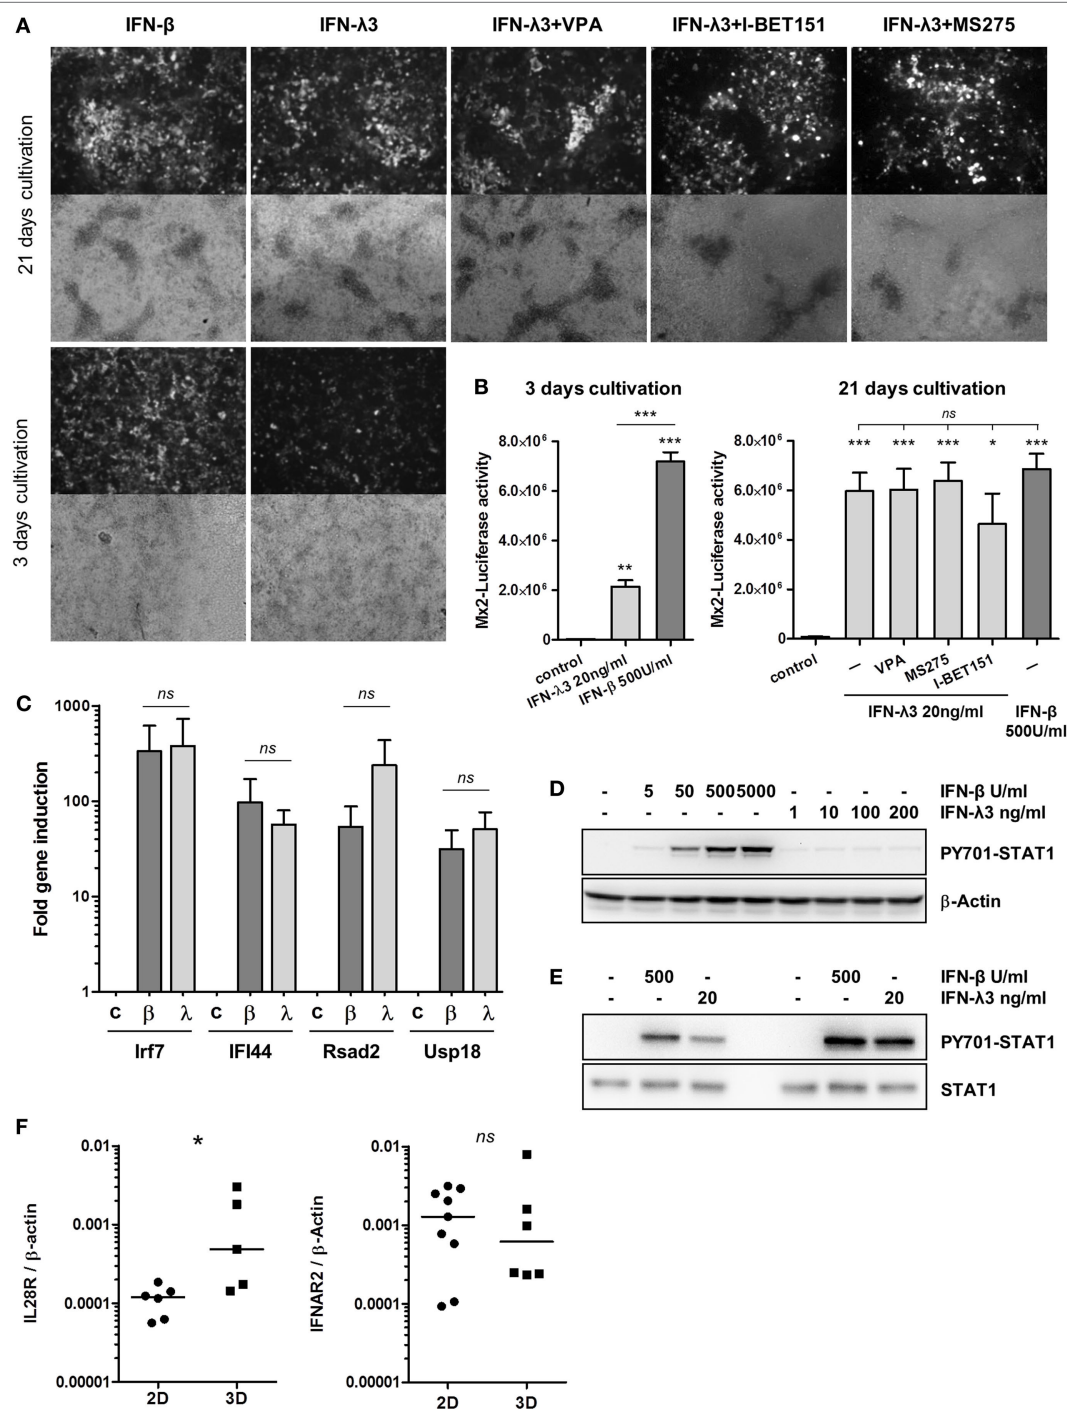 A
IFN-β
IFN-λ3
IFN-λ3+VPA
IFN-λ3+I-BET151
IFN-λ3+MS275
21 days cultivation
3 days cultivation
B
3 days cultivation
Mx2-Luciferase activity
8.0×10⁶
6.0×10⁶
4.0×10⁶
2.0×10⁶
0
***
**
***
control
IFN-λ3 20ng/ml
IFN-β 500U/ml
21 days cultivation
Mx2-Luciferase activity
8.0×10⁶
6.0×10⁶
4.0×10⁶
2.0×10⁶
0
ns
*** *** *** * ***
control
–
VPA
MS275
I-BET151
–
IFN-λ3 20ng/ml
IFN-β
500U/ml
C
Fold gene induction
1000
100
10
1
ns
ns
ns
ns
c β λ c β λ c β λ c β λ
Irf7 IFI44 Rsad2 Usp18
D
- 5 50 500 5000 - - - - IFN-β U/ml
- - - - - 1 10 100 200 IFN-λ3 ng/ml
PY701-STAT1
β-Actin
E
- 500 - - 500 - IFN-β U/ml
- - 20 - - 20 IFN-λ3 ng/ml
PY701-STAT1
STAT1
F
IL28R / β-actin
0.01
0.001
0.0001
0.00001
*
2D 3D
IFNAR2 / β-Actin
0.01
0.001
0.0001
0.00001
ns
2D 3D